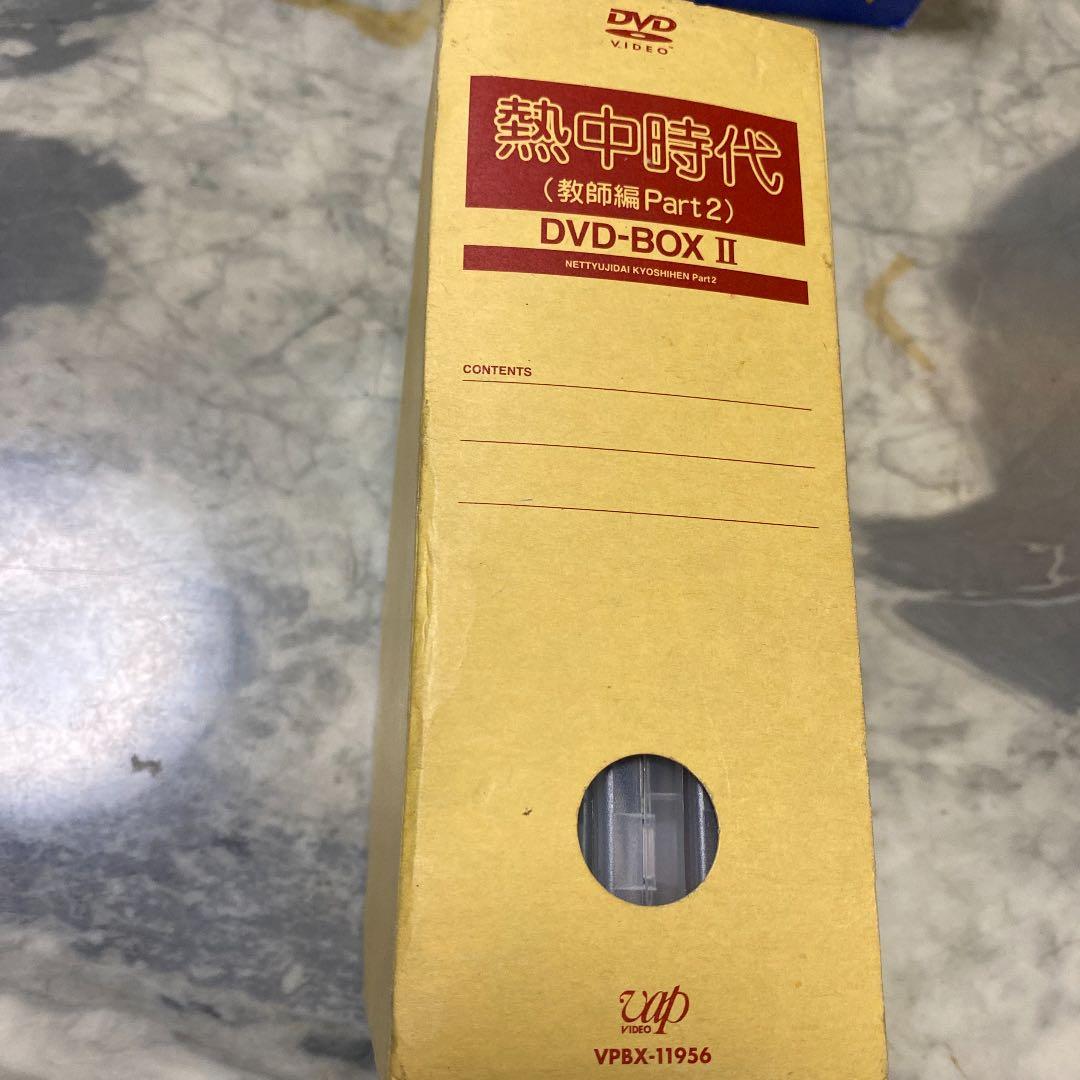 DVD
VIDEO™
熱中時代
(教師編Part2)
DVD-BOX II
NETTYUJIDAI KYOSHIHEN Part2
CONTENTS
vap
VIDEO
VPBX-11956